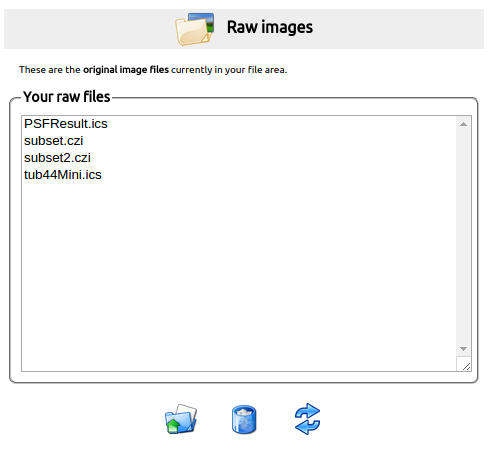 Raw images
These are the original image files currently in your file area.
Your raw files
PSFResult.ics
subset.czi
subset2.czi
tub44Mini.ics